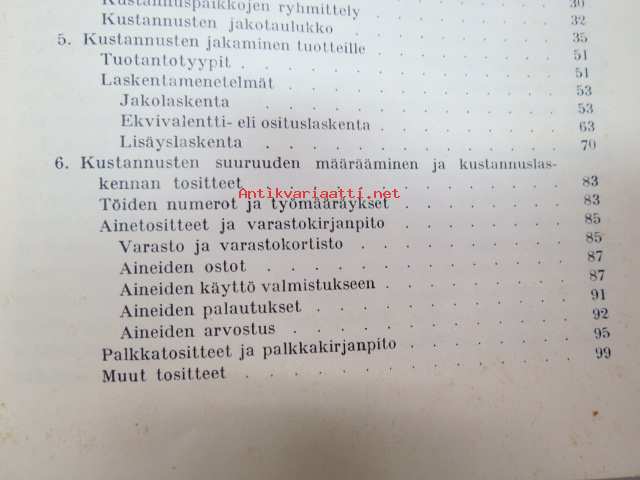 30
Kustannuspaikkojen ryhmittely 32
Kustannusten jakotaulukko . . . 35
5. Kustannusten jakaminen tuotteille . . . 51
Tuotantotyypit . . . 51
Laskentamenetelmät . . . 53
Jakolaskenta . . . 53
Ekvivalentti- eli osituslaskenta . . . 63
Lisäyslaskenta . . . 70
6. Kustannusten suuruuden määrääminen ja kustannuslas-
kennan tositteet . . . 83
Antikvariaatti.net
Töiden numerot ja työmääräykset . . . 83
Ainetositteet ja varastokirjanpito . . . 85
Varasto ja varastokortisto . . . 85
Aineiden ostot . . . 87
Aineiden käyttö valmistukseen . . . 87
Aineiden palautukset . . . 91
Aineiden arvostus . . . 92
Palkkatositteet ja palkkakirjanpito . . . 95
Muut tositteet . . . 99